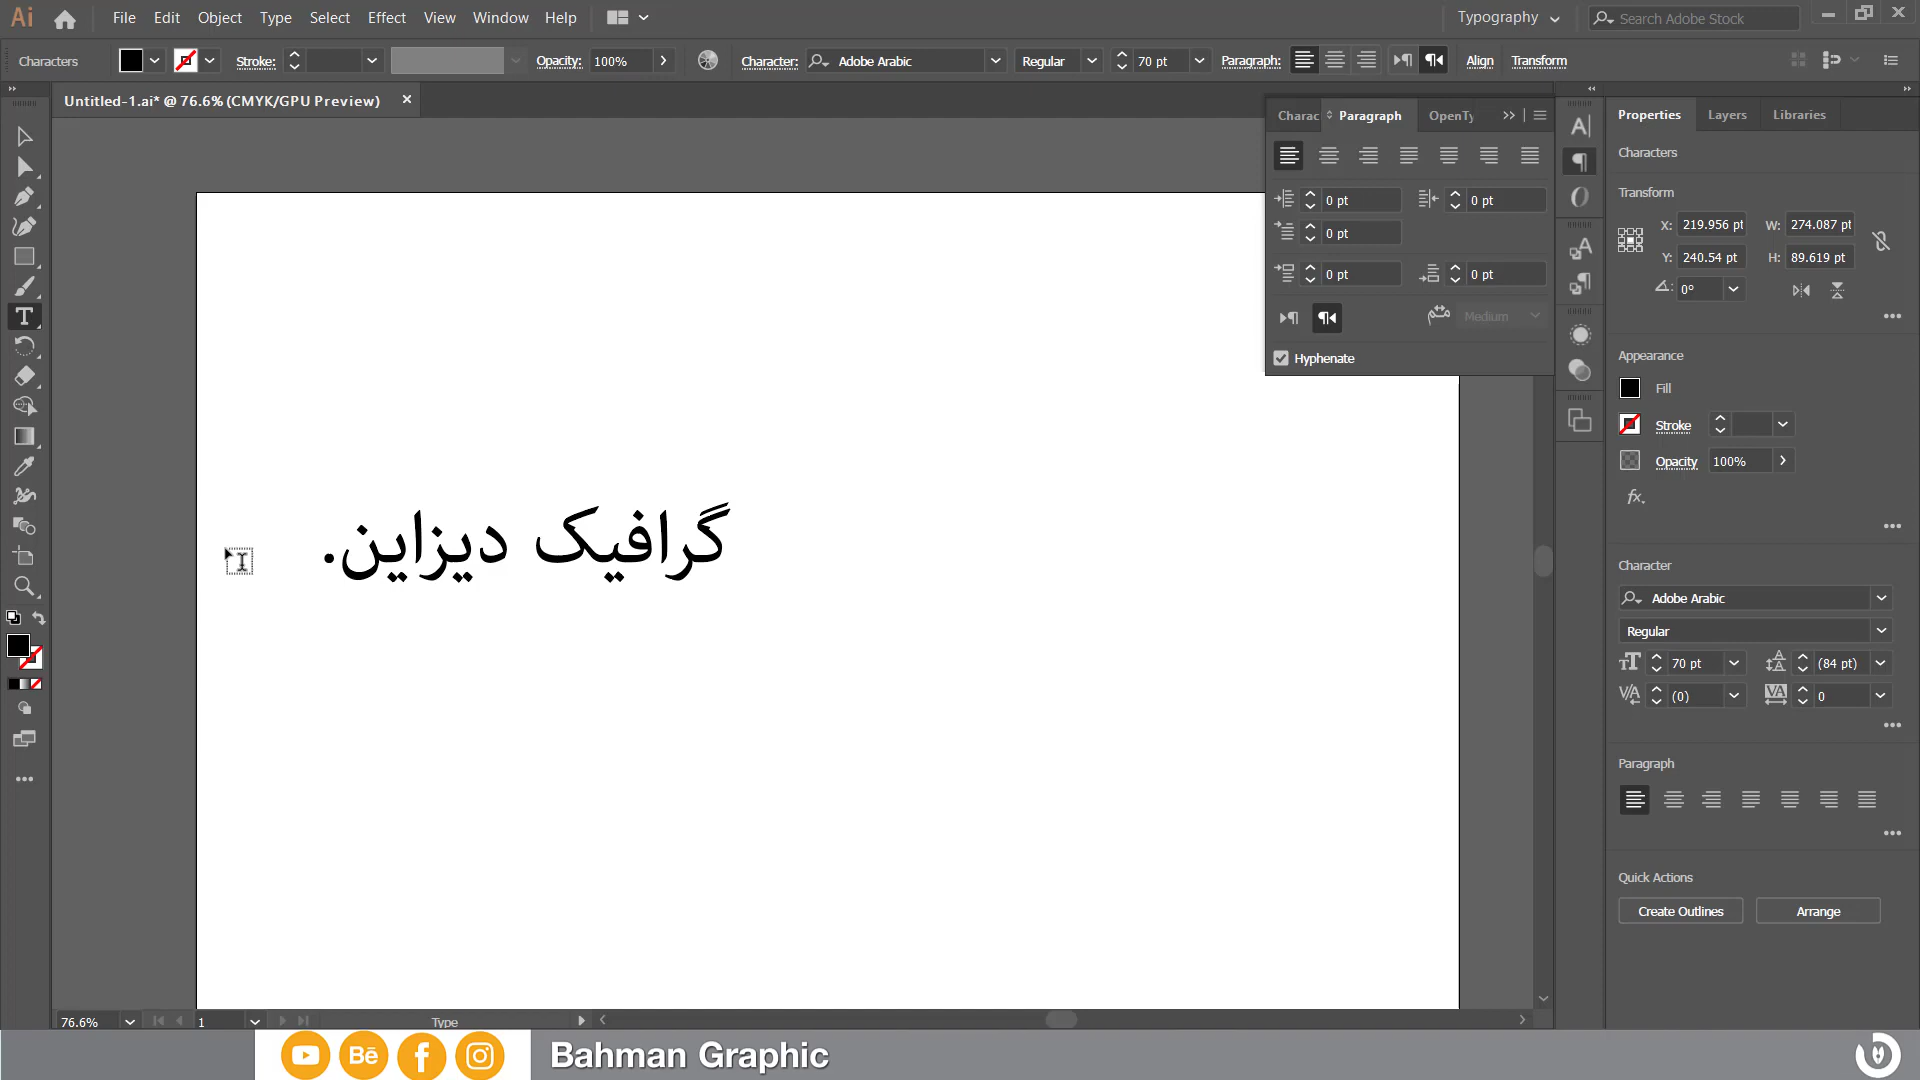 Ai File Edit Object Type Select Effect View Window Help Typography Search Adobe Stock
Characters Stroke: Opacity: 100% Character: Adobe Arabic Regular 70 pt Paragraph: Align Transform
Untitled-1.ai* @ 76.6% (CMYK/GPU Preview)
Charac Paragraph OpenTy
0 pt 0 pt
0 pt
0 pt 0 pt
Medium
Hyphenate
Properties Layers Libraries
Characters
Transform
X: 219.956 pt W: 274.087 pt
Y: 240.54 pt H: 89.619 pt
0°
Appearance
Fill
Stroke
Opacity 100%
fx.
Character
Adobe Arabic
Regular
70 pt (84 pt)
(0) 0
Paragraph
Quick Actions
Create Outlines Arrange
گرافیک دیزاین.
76.6% 1 Type
Bē Bahman Graphic